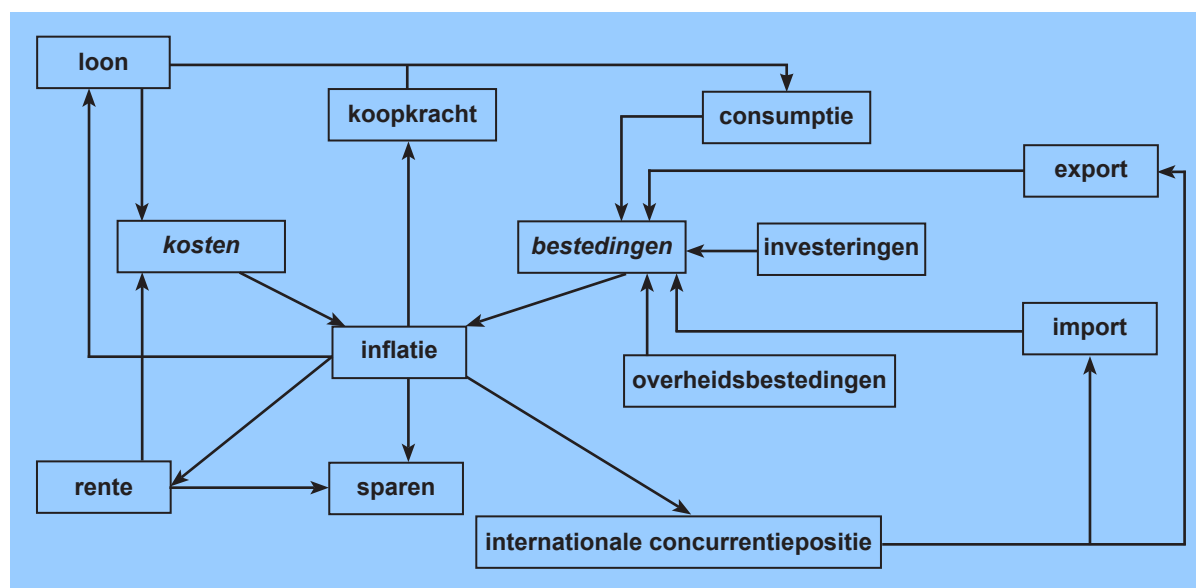 loon
koopkracht
consumptie
export
kosten
bestedingen
investeringen
inflatie
import
overheidsbestedingen
rente
sparen
internationale concurrentiepositie